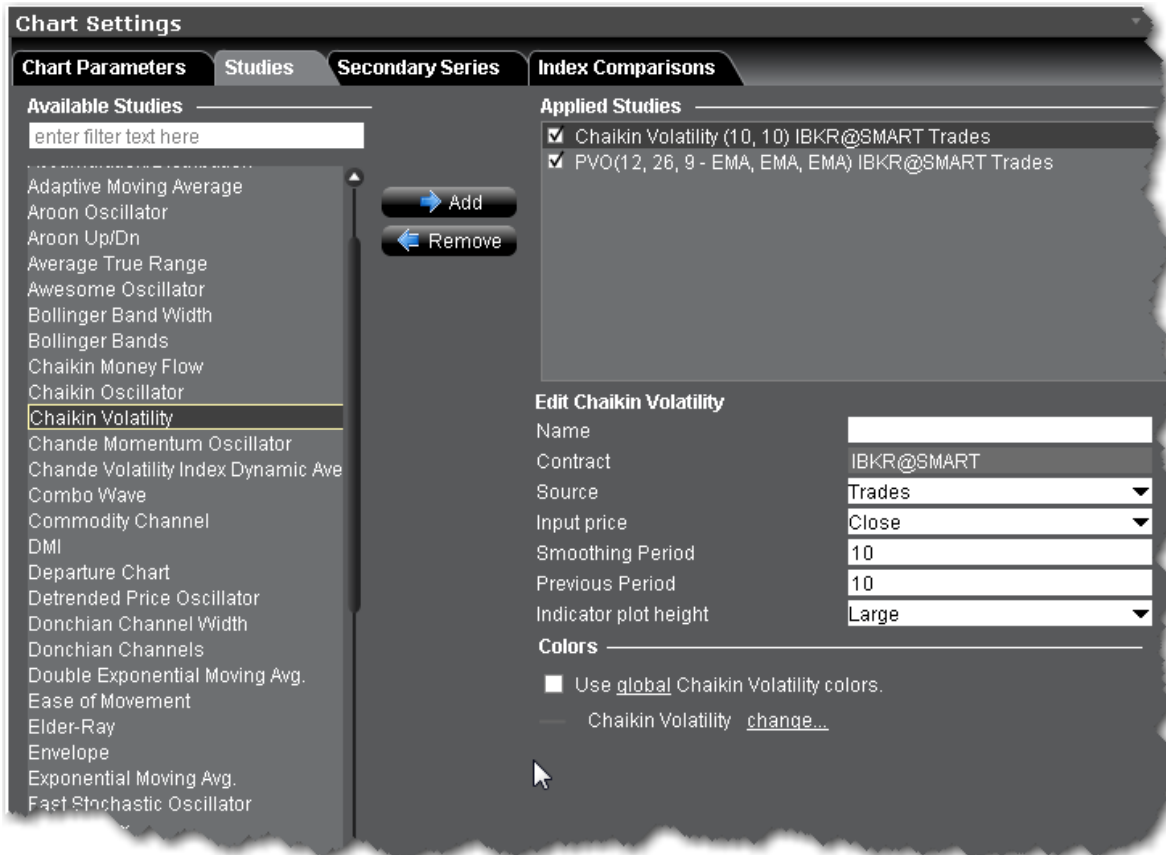 Chart Settings
Chart Parameters
Studies
Secondary Series
Index Comparisons
Available Studies
enter filter text here
Adaptive Moving Average
Aroon Oscillator
Aroon Up/Dn
Average True Range
Awesome Oscillator
Bollinger Band Width
Bollinger Bands
Chaikin Money Flow
Chaikin Oscillator
Chaikin Volatility
Chande Momentum Oscillator
Chande Volatility Index Dynamic Ave
Combo Wave
Commodity Channel
DMI
Departure Chart
Detrended Price Oscillator
Donchian Channel Width
Donchian Channels
Double Exponential Moving Avg.
Ease of Movement
Elder-Ray
Envelope
Exponential Moving Avg.
Fast Stochastic Oscillator
Add
Remove
Applied Studies
Chaikin Volatility (10, 10) IBKR@SMART Trades
PVO(12, 26, 9 - EMA, EMA, EMA) IBKR@SMART Trades
Edit Chaikin Volatility
Name
Contract IBKR@SMART
Source Trades
Input price Close
Smoothing Period 10
Previous Period 10
Indicator plot height Large
Colors
Use global Chaikin Volatility colors.
Chaikin Volatility change...